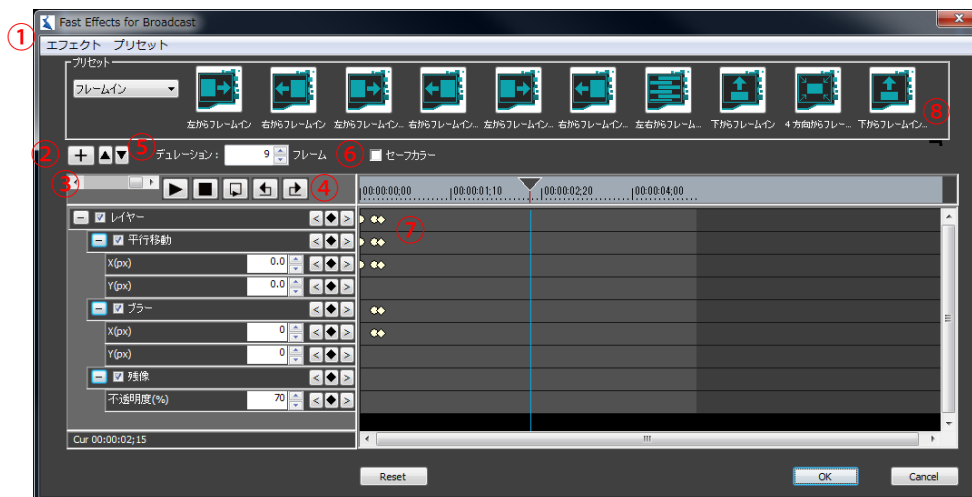 Fast Effects for Broadcast
①
エフェクト プリセット
プリセット
フレームイン
左からフレームイン 右からフレームイン 左からフレームイン... 右からフレームイン... 左からフレームイン... 右からフレームイン... 左右からフレーム... 下からフレームイン 4方向からフレー... 下からフレームイン...
⑧
② ⑤ デュレーション: 9 フレーム ⑥ セーフカラー
③ ④ 00:00:00;00 00:00:01;10 00:00:02;20 00:00:04;00
レイヤー
⑦
平行移動
X(px) 0.0
Y(px) 0.0
ブラー
X(px) 0
Y(px) 0
残像
不透明度(%) 70
Cur 00:00:02;15
Reset OK Cancel